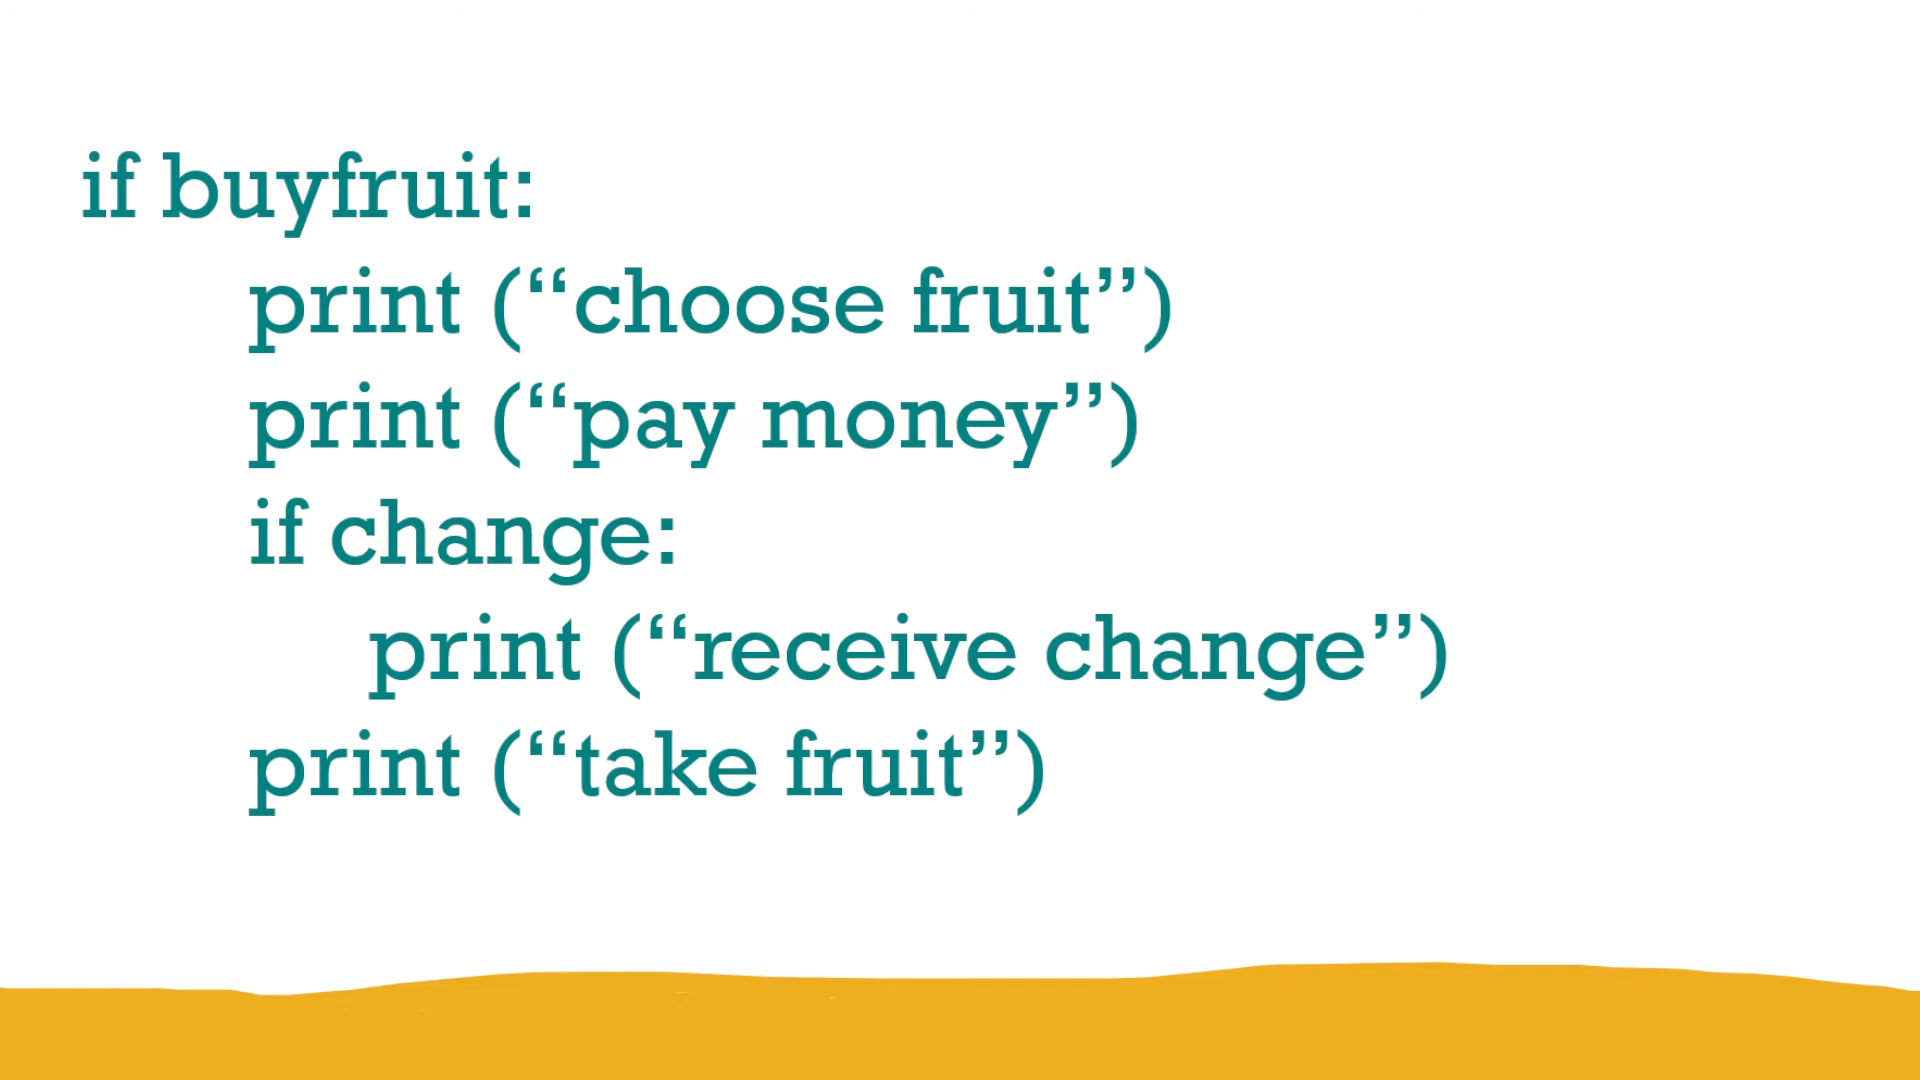 if buyfruit:
print (“choose fruit”)
print (“pay money”)
if change:
print (“receive change”)
print (“take fruit”)